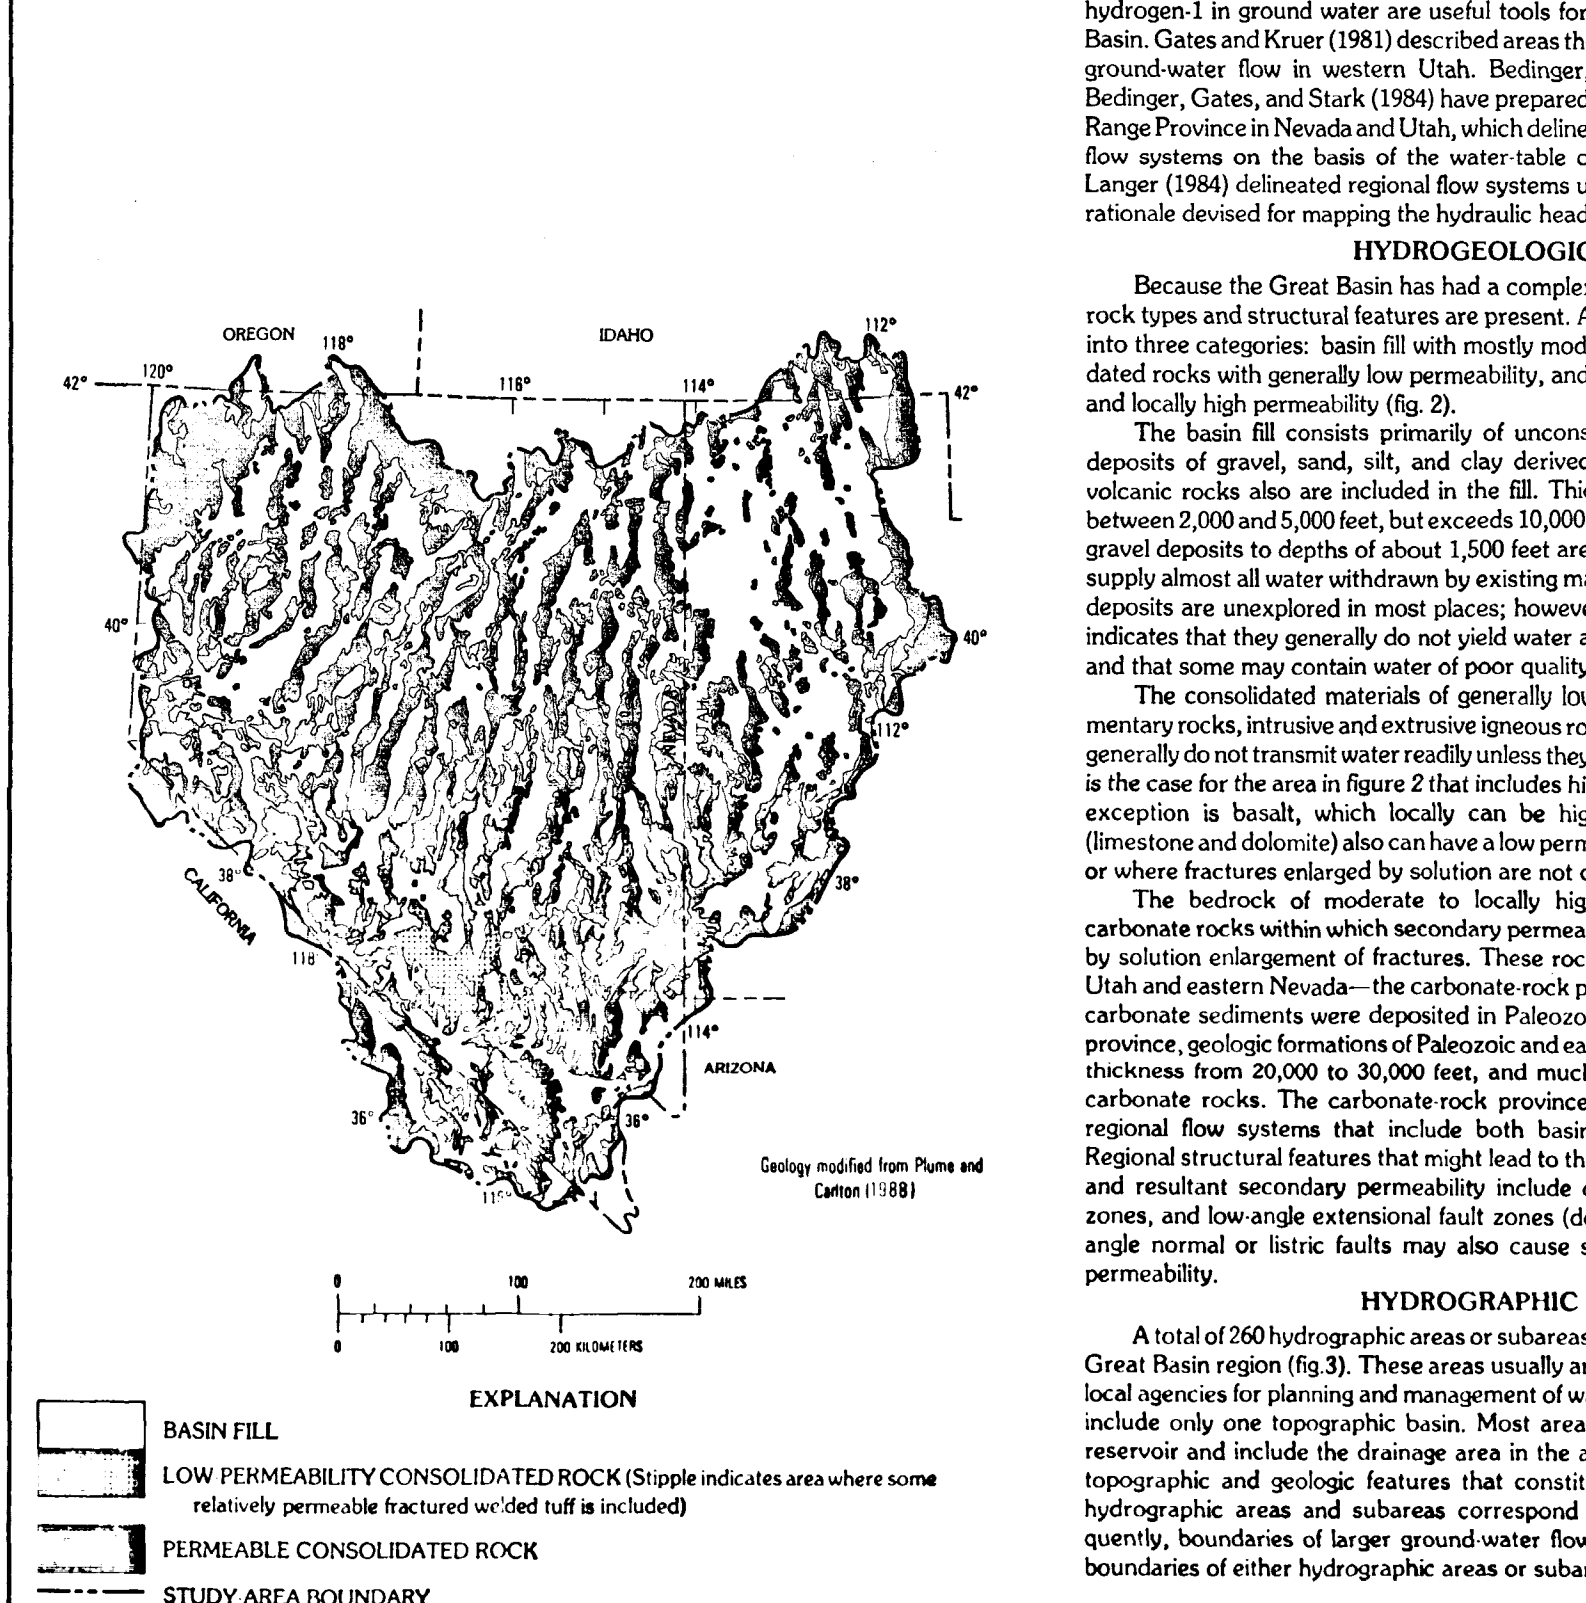 OREGON
IDAHO
118°
112°
120°
42°
116°
114°
42°
40°
40°
NEVADA
UTAH
112°
38°
38°
CALIFORNIA
118
114°
ARIZONA
36°
36°
Geology modified from Plume and
Carlton (1988)
0 100 200 MILES
0 100 200 KILOMETERS
EXPLANATION
BASIN FILL
LOW-PERMEABILITY CONSOLIDATED ROCK (Stipple indicates area where some
relatively permeable fractured welded tuff is included)
PERMEABLE CONSOLIDATED ROCK
STUDY-AREA BOUNDARY
hydrogen-1 in ground water are useful tools for
Basin. Gates and Kruer (1981) described areas th
ground-water flow in western Utah. Bedinger,
Bedinger, Gates, and Stark (1984) have prepared
Range Province in Nevada and Utah, which deline
flow systems on the basis of the water-table c
Langer (1984) delineated regional flow systems u
rationale devised for mapping the hydraulic head
HYDROGEOLOGIC
Because the Great Basin has had a complex
rock types and structural features are present. A
into three categories: basin fill with mostly mod
dated rocks with generally low permeability, and
and locally high permeability (fig. 2).
The basin fill consists primarily of uncons
deposits of gravel, sand, silt, and clay derived
volcanic rocks also are included in the fill. Thic
between 2,000 and 5,000 feet, but exceeds 10,000
gravel deposits to depths of about 1,500 feet are
supply almost all water withdrawn by existing ma
deposits are unexplored in most places; howeve
indicates that they generally do not yield water a
and that some may contain water of poor quality
The consolidated materials of generally lov
mentary rocks, intrusive and extrusive igneous ro
generally do not transmit water readily unless they
is the case for the area in figure 2 that includes hi
exception is basalt, which locally can be hig
(limestone and dolomite) also can have a low perm
or where fractures enlarged by solution are not c
The bedrock of moderate to locally hig
carbonate rocks within which secondary permea
by solution enlargement of fractures. These roc
Utah and eastern Nevada—the carbonate-rock p
carbonate sediments were deposited in Paleozo
province, geologic formations of Paleozoic and ea
thickness from 20,000 to 30,000 feet, and much
carbonate rocks. The carbonate-rock province
regional flow systems that include both basin
Regional structural features that might lead to th
and resultant secondary permeability include
zones, and low-angle extensional fault zones (de
angle normal or listric faults may also cause s
permeability.
HYDROGRAPHIC
A total of 260 hydrographic areas or subareas
Great Basin region (fig.3). These areas usually ar
local agencies for planning and management of w
include only one topographic basin. Most area
reservoir and include the drainage area in the a
topographic and geologic features that constit
hydrographic areas and subareas correspond
quently, boundaries of larger ground-water flow
boundaries of either hydrographic areas or subar